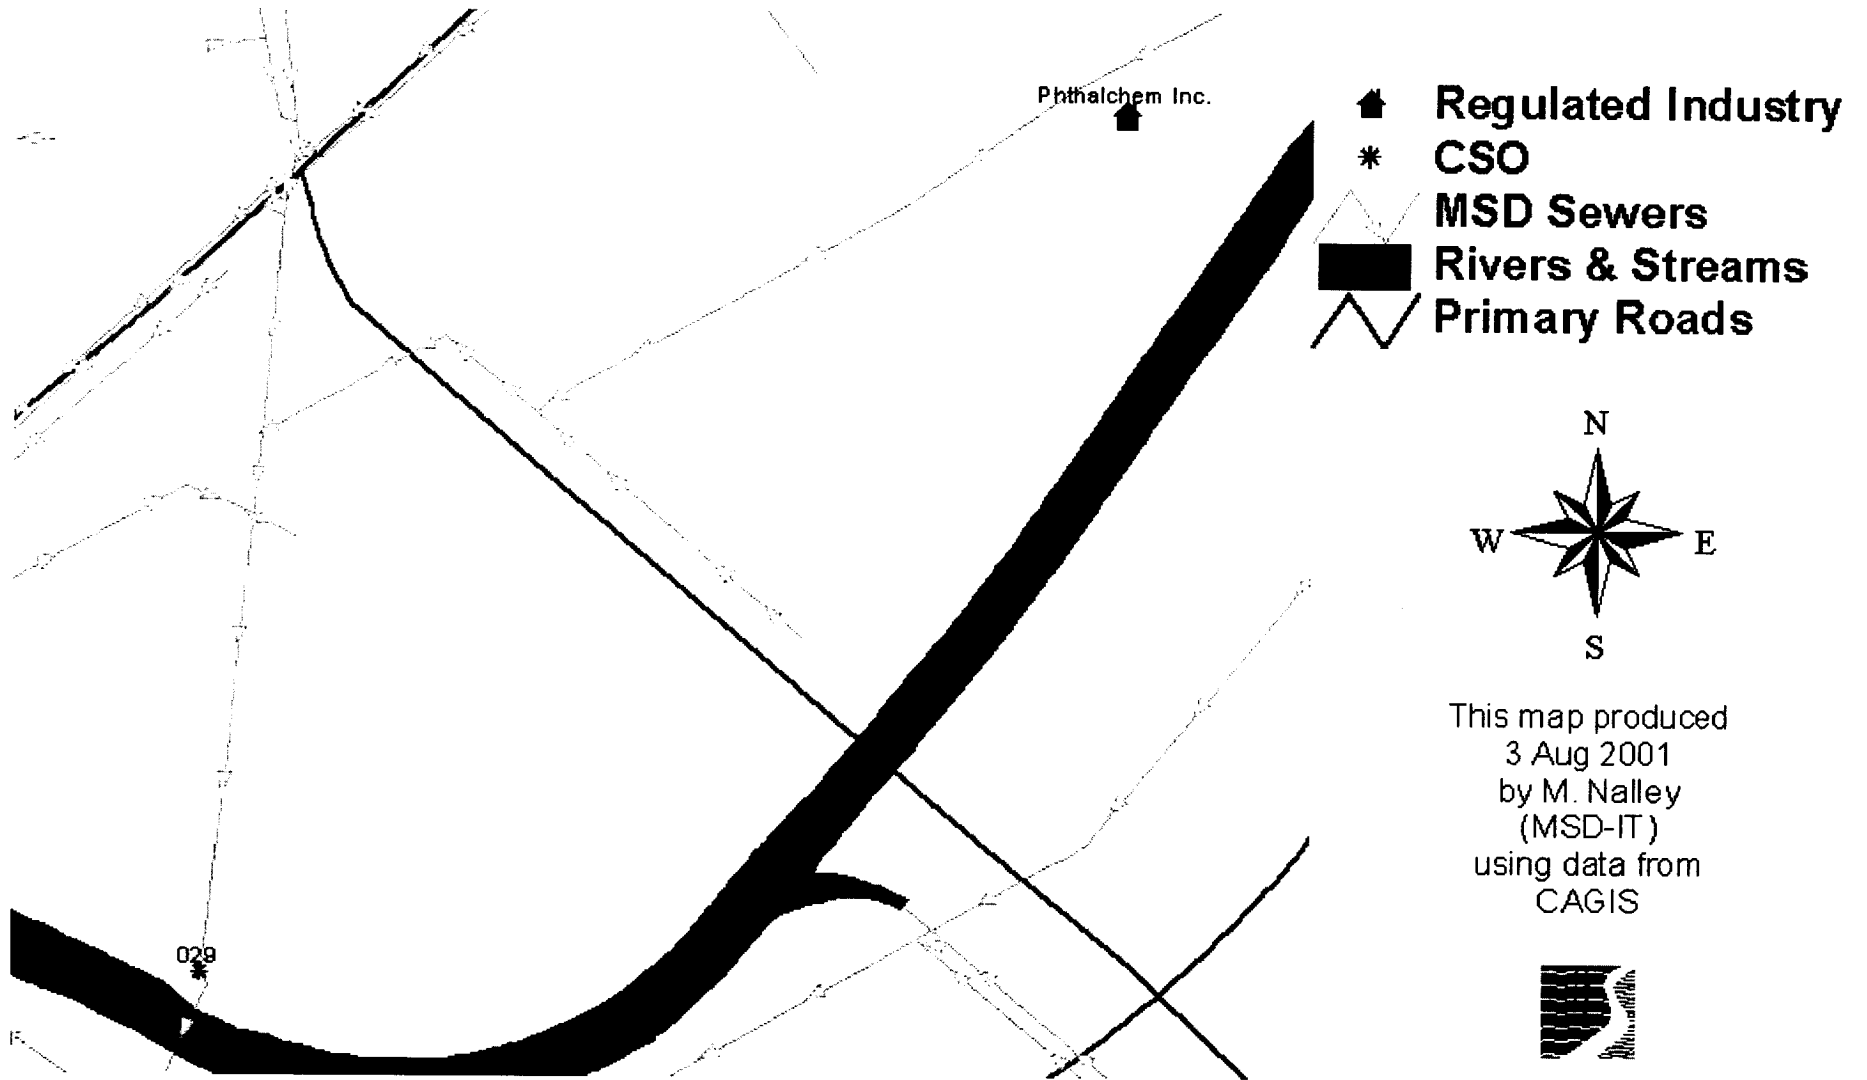 Phthalchem Inc.
029
Regulated Industry
CSO
MSD Sewers
Rivers & Streams
Primary Roads
N
W
E
S
This map produced
3 Aug 2001
by M. Nalley
(MSD-IT)
using data from
CAGIS